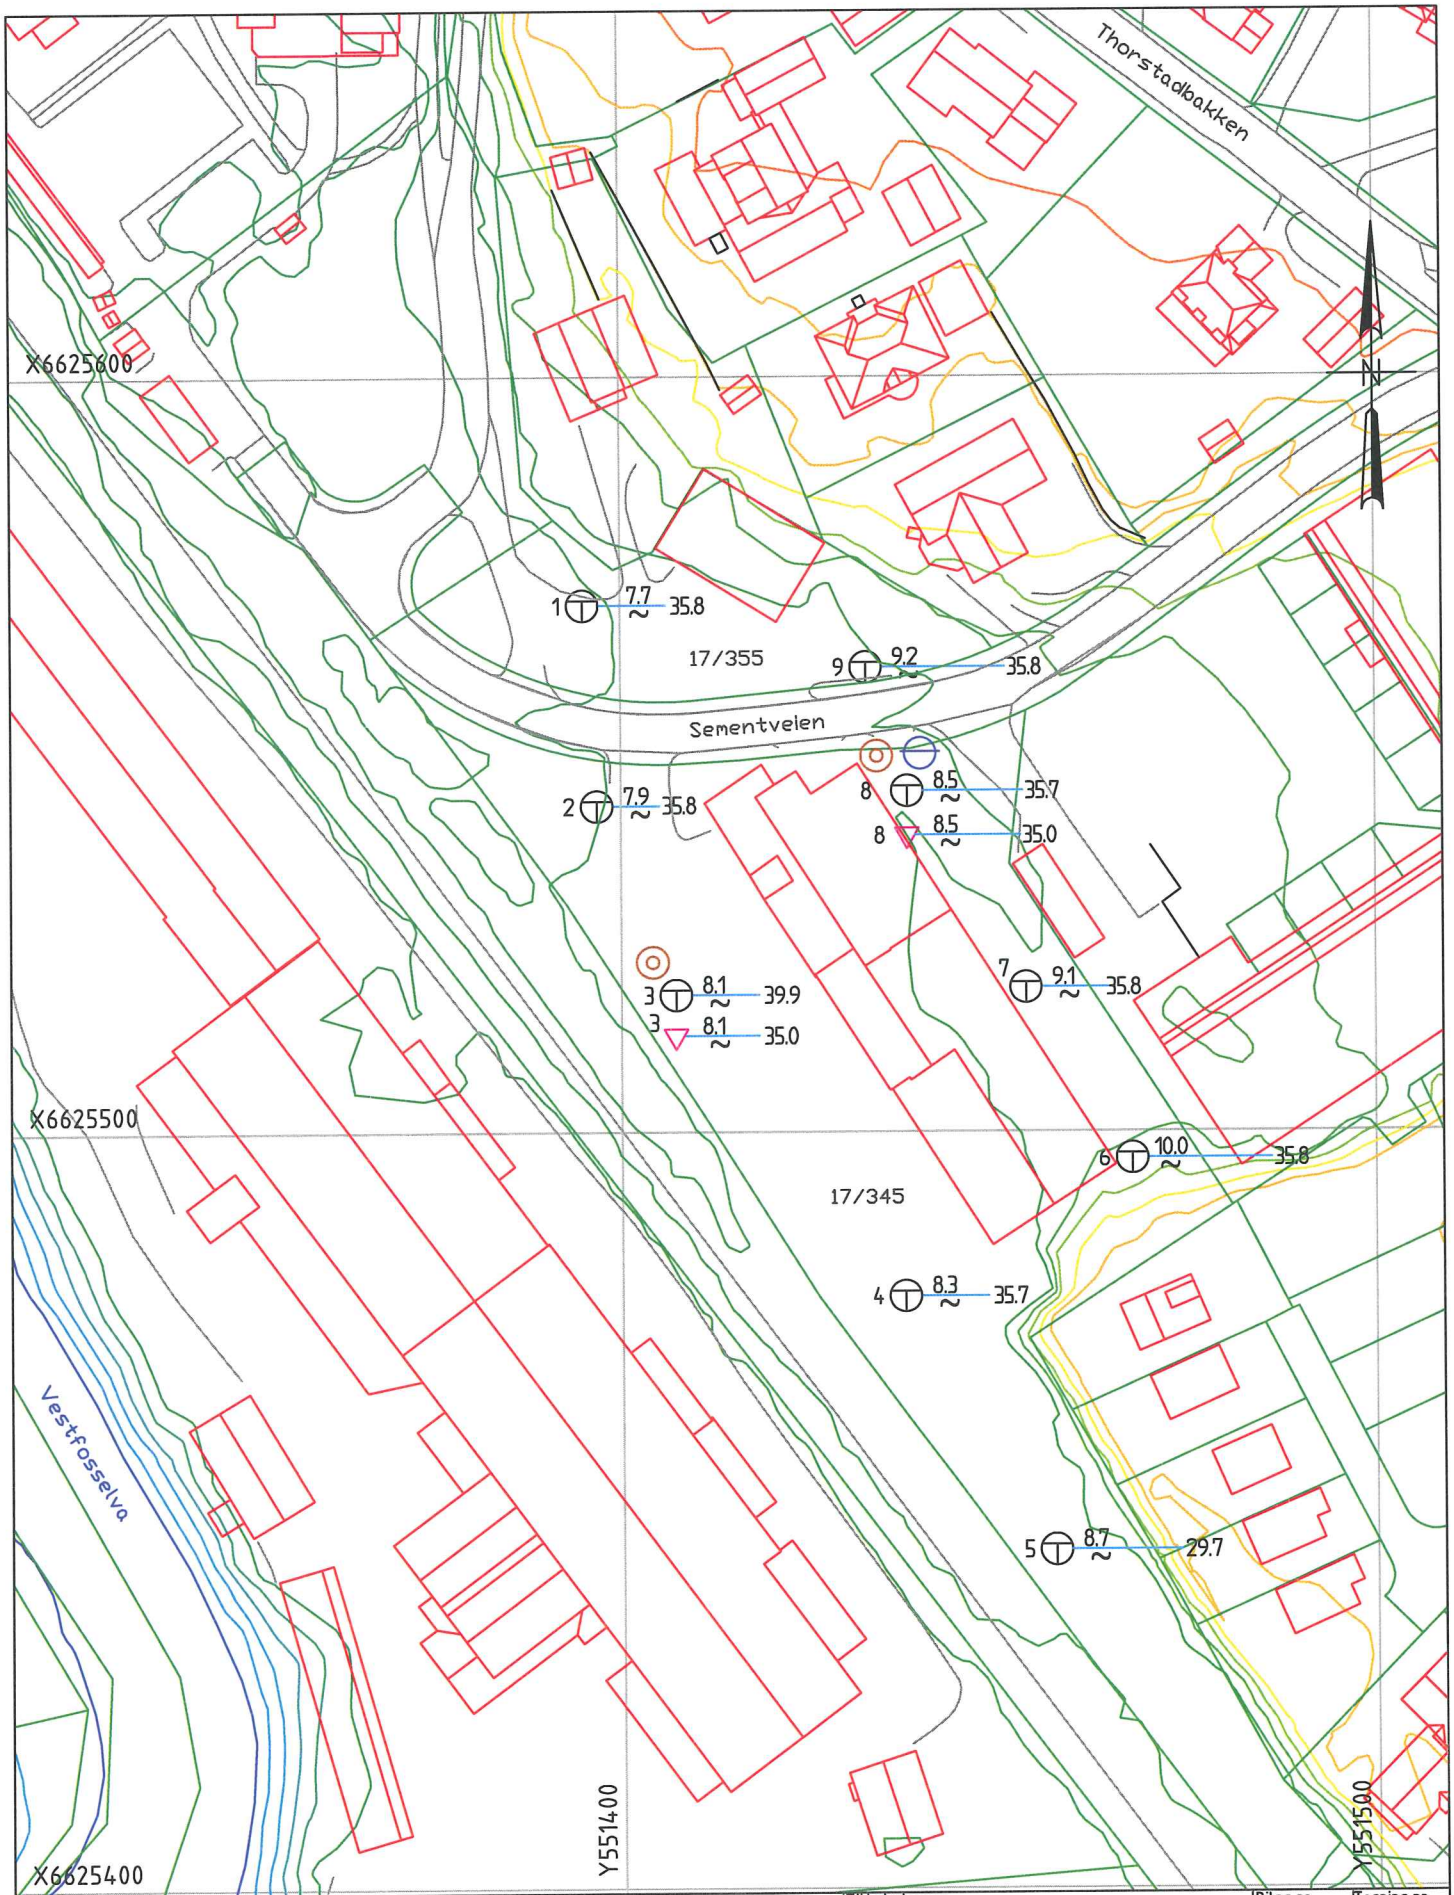 Thorstadbakken
X6625600
N
1 7.7 ~ 35.8
17/355
9 9.2 ~ 35.8
Sementveien
8 8.5 ~ 35.7
2 7.9 ~ 35.8
8 8.5 ~ 35.0
3 8.1 ~ 39.9
7 9.1 ~ 35.8
3 8.1 ~ 35.0
X6625500
6 10.0 ~ 35.8
17/345
4 8.3 ~ 35.7
Vestfosselva
5 8.7 ~ 29.7
Y551400
Y551500
X6625400